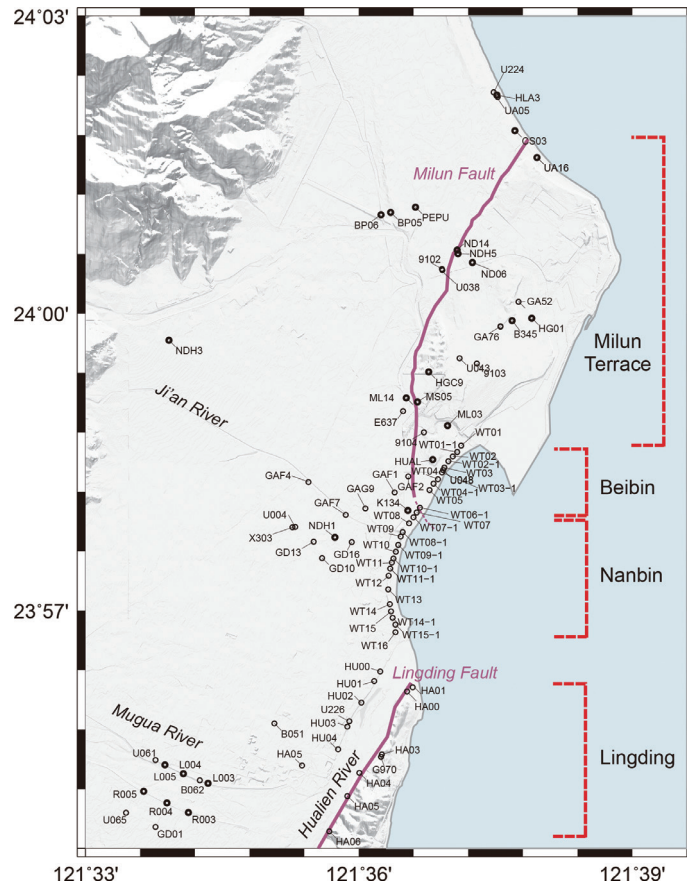 24°03'
U224
HLA3
UA05
GS03
Milun Fault
UA16
PEPU
BP05
BP06
ND14
NDH5
9102
ND06
U038
GA52
24°00'
HG01
B345
GA76
NDH3
Milun
Terrace
U043
9103
HGC9
Ji'an River
ML14
MS05
E637
ML03
9104
WT01
WT01-1
HUAL
WT02
WT02-1
WT03
WT04
U048
WT03-1
GAF1
GAF4
GAF2
WT04-1
Beibin
GAG9
WT05
K134
WT06-1
GAF7
WT08
WT07
U004
NDH1
WT07-1
X303
WT09
WT08-1
GD13
GD16
WT10
WT09-1
GD10
WT11
WT10-1
WT11-1
Nanbin
WT12
WT13
23°57'
WT14
WT14-1
WT15
WT15-1
WT16
HU00
Lingding Fault
HU01
HA01
HU02
HA00
Mugua River
U226
HU03
B051
HU04
HA03
U061
L004
HA05
G970
Lingding
L005
L003
HA04
B062
Hualien River
R005
R004
HA05
U065
R003
GD01
HA06
121°33'
121°36'
121°39'